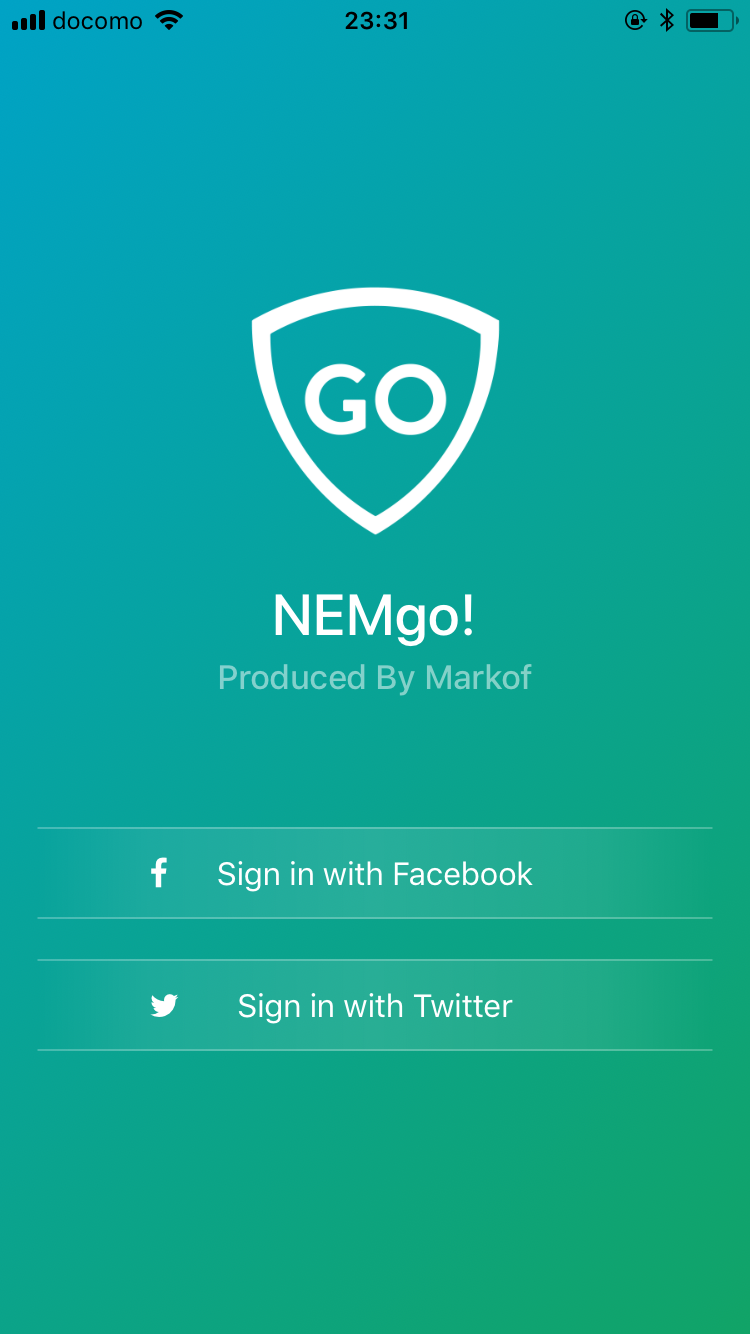 docomo 23:31
GO
NEMgo!
Produced By Markof
Sign in with Facebook
Sign in with Twitter